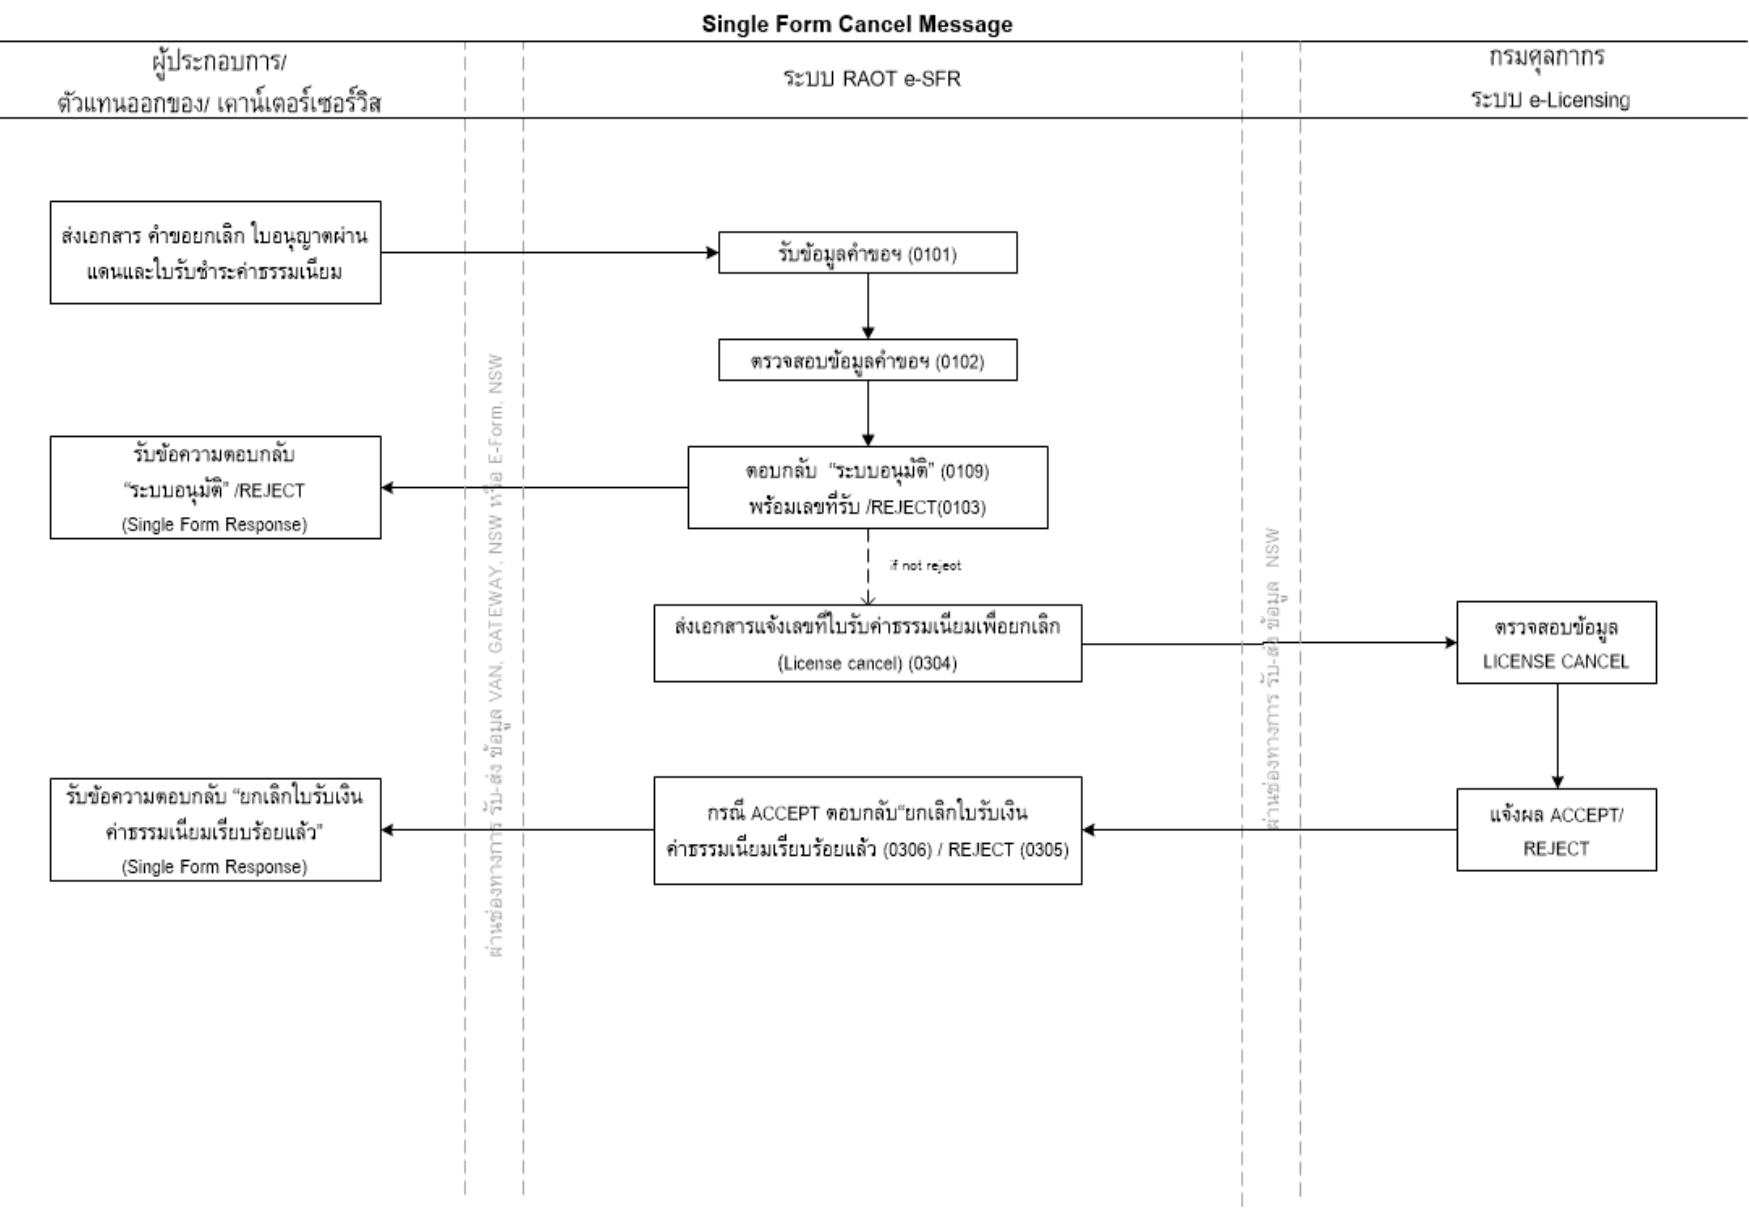 Single Form Cancel Message
ผู้ประกอบการ/
ตัวแทนออกของ/ เคาน์เตอร์เซอร์วิส
ระบบ RAOT e-SFR
กรมศุลกากร
ระบบ e-Licensing
ส่งเอกสาร คำขอยกเลิก ใบอนุญาตผ่าน
แดนและใบรับชำระค่าธรรมเนียม
รับข้อมูลคำขอฯ (0101)
ตรวจสอบข้อมูลคำขอฯ (0102)
รับข้อความตอบกลับ
“ระบบอนุมัติ” /REJECT
(Single Form Response)
ตอบกลับ “ระบบอนุมัติ” (0109)
พร้อมเลขที่รับ /REJECT(0103)
if not reject
ส่งเอกสารแจ้งเลขที่ใบรับค่าธรรมเนียมเพื่อยกเลิก
(License cancel) (0304)
ตรวจสอบข้อมูล
LICENSE CANCEL
รับข้อความตอบกลับ “ยกเลิกใบรับเงิน
ค่าธรรมเนียมเรียบร้อยแล้ว”
(Single Form Response)
กรณี ACCEPT ตอบกลับ“ยกเลิกใบรับเงิน
ค่าธรรมเนียมเรียบร้อยแล้ว (0306) / REJECT (0305)
แจ้งผล ACCEPT/
REJECT
ผ่านช่องทางการ รับ-ส่ง ข้อมูล VAN, GATEWAY, NSW หรือ E-Form, NSW
ผ่านช่องทางการ รับ-ส่ง ข้อมูล NSW